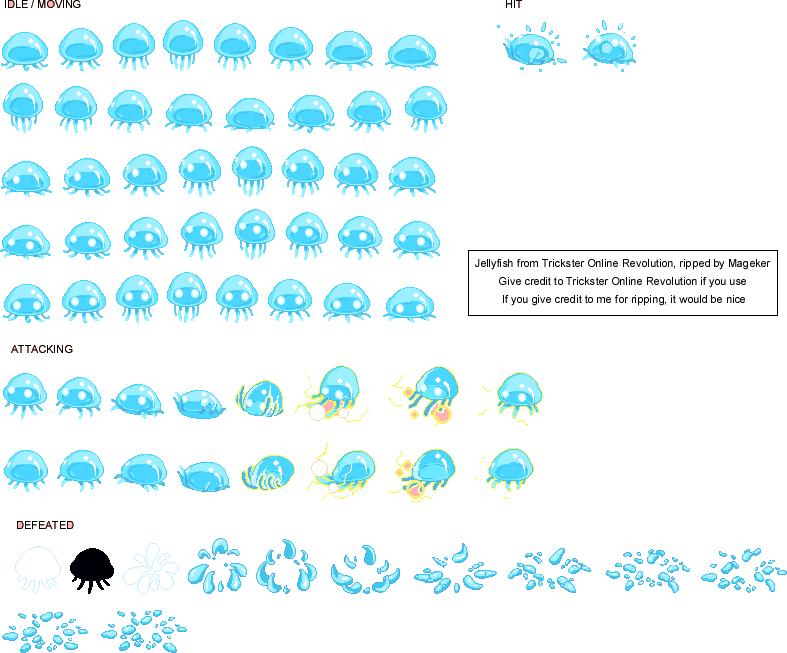 IDLE / MOVING
HIT
Jellyfish from Trickster Online Revolution, ripped by Mageker
Give credit to Trickster Online Revolution if you use
If you give credit to me for ripping, it would be nice
ATTACKING
DEFEATED